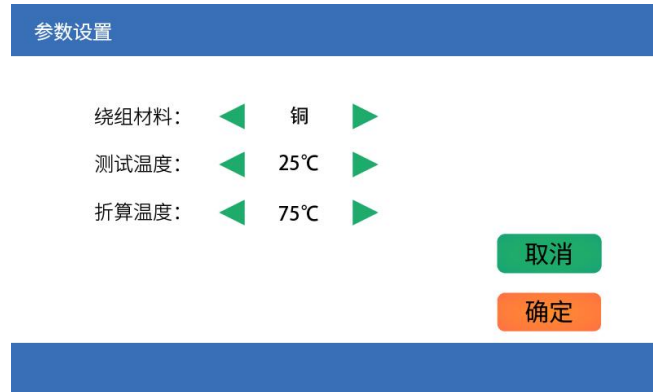 参数设置
绕组材料： 铜
测试温度： 25℃
折算温度： 75℃
取消
确定